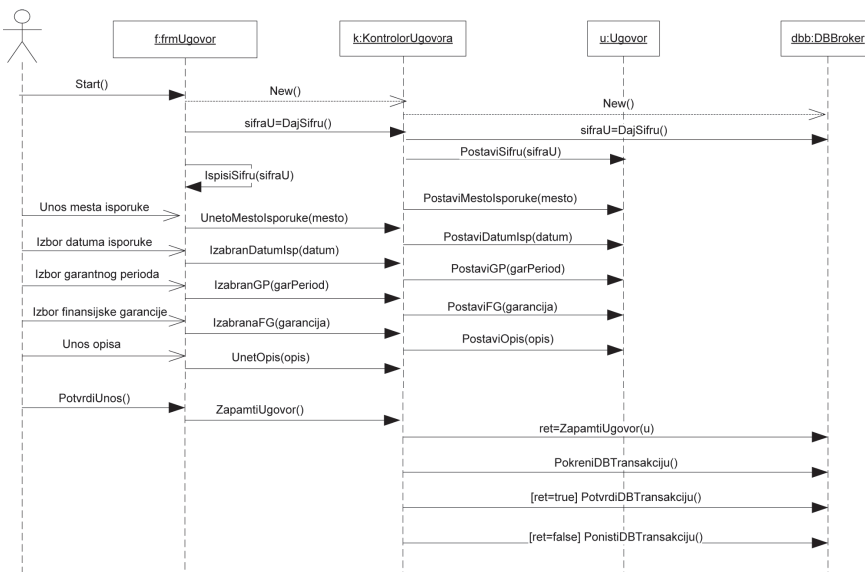 f:frmUgovor
k:KontrolorUgovora
u:Ugovor
dbb:DBBroker
Start()
New()
New()
sifraU=DajSifru()
sifraU=DajSifru()
PostaviSifru(sifraU)
IspisiSifru(sifraU)
Unos mesta isporuke
UnetoMestoIsporuke(mesto)
PostaviMestoIsporuke(mesto)
Izbor datuma isporuke
IzabranDatumIsp(datum)
PostaviDatumIsp(datum)
Izbor garantnog perioda
IzabranGP(garPeriod)
PostaviGP(garPeriod)
Izbor finansijske garancije
IzabranaFG(garancija)
PostaviFG(garancija)
Unos opisa
UnetOpis(opis)
PostaviOpis(opis)
PotvrdiUnos()
ZapamtiUgovor()
ret=ZapamtiUgovor(u)
PokreniDBTransakciju()
[ret=true] PotvrdiDBTransakciju()
[ret=false] PonistiDBTransakciju()